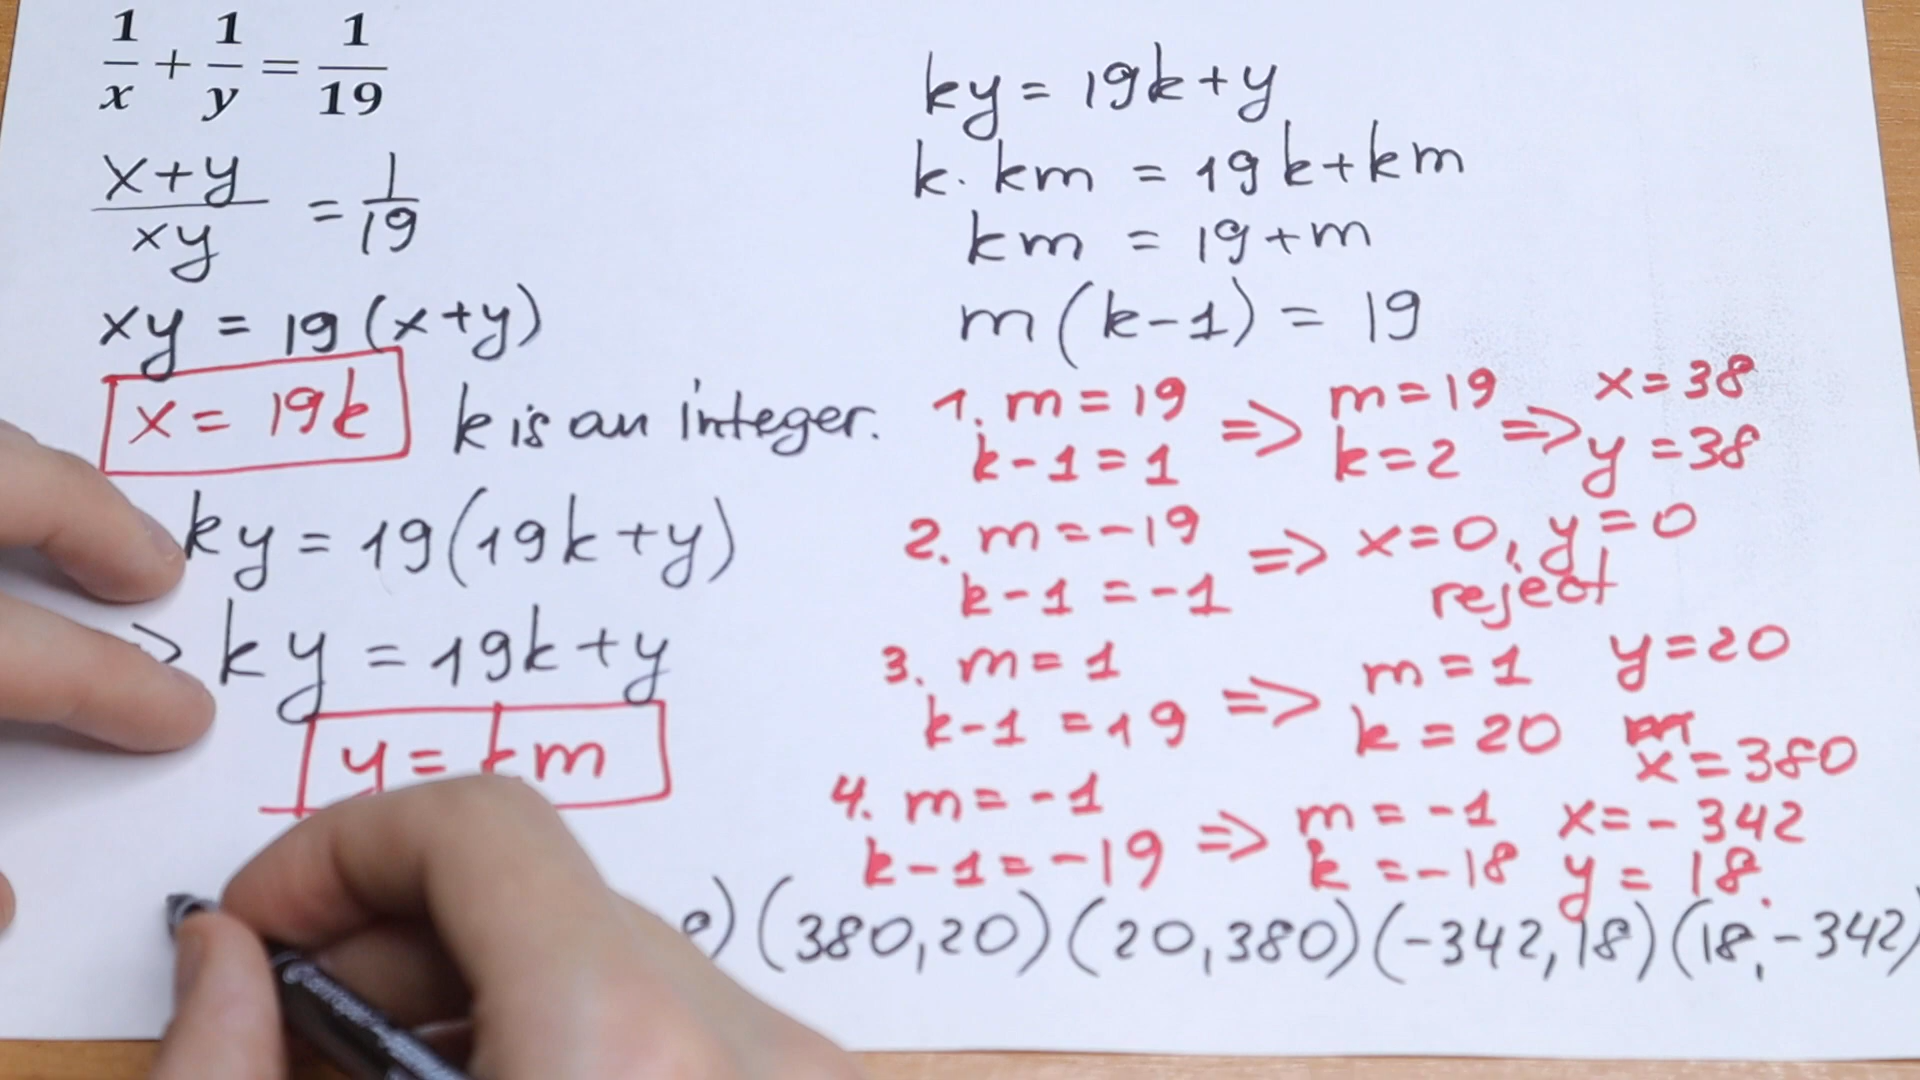 1/x + 1/y = 1/19
x+y/xy = 1/19
xy = 19(x+y)
x = 19k k is an integer.
ky = 19(19k+y)
ky = 19k+y
y = km
ky = 19k+y
k·km = 19k+km
km = 19+m
m(k-1) = 19
1. m = 19 => m = 19 => x = 38
k-1 = 1 k = 2 y = 38
2. m = -19 => x = 0, y = 0
k-1 = -1 reject
3. m = 1 => m = 1 y = 20
k-1 = 19 k = 20 x = 380
4. m = -1 => m = -1 x = -342
k-1 = -19 k = -18 y = 18.
) (380,20) (20,380) (-342,18) (18,-342)